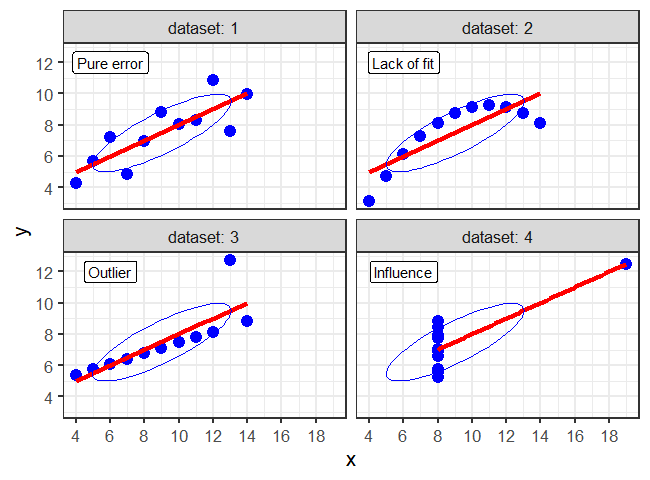 dataset: 1
dataset: 2
Pure error
Lack of fit
12
10
8
6
4
dataset: 3
dataset: 4
Outlier
Influence
12
10
8
6
4
y
4 6 8 10 12 14 16 18
4 6 8 10 12 14 16 18
x